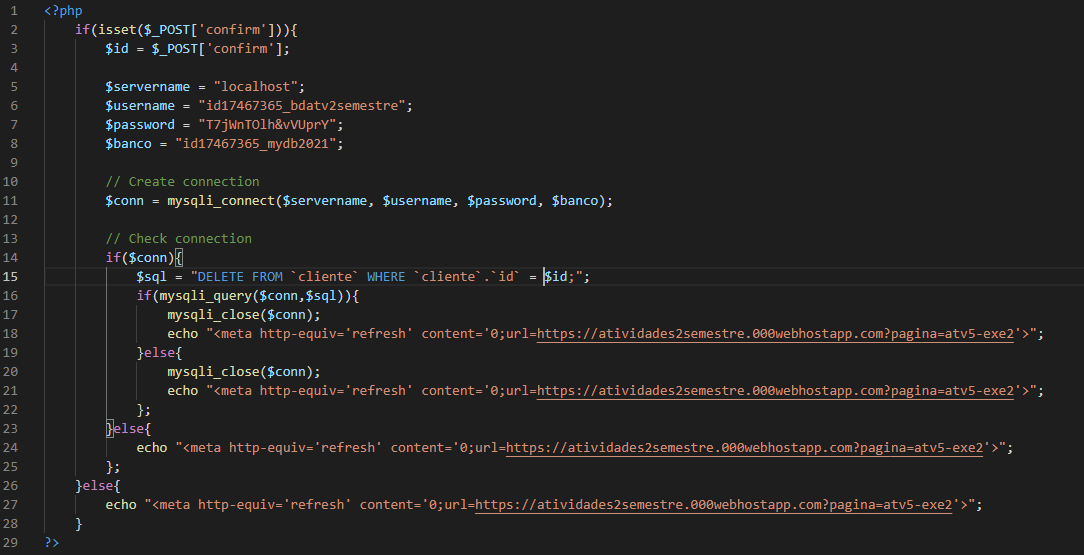 1 <?php
2 if(isset($_POST['confirm'])){
3 $id = $_POST['confirm'];
4
5 $servername = "localhost";
6 $username = "id17467365_bdatv2semestre";
7 $password = "T7jWnTOlh&vVUprY";
8 $banco = "id17467365_mydb2021";
9
10 // Create connection
11 $conn = mysqli_connect($servername, $username, $password, $banco);
12
13 // Check connection
14 if($conn){
15 $sql = "DELETE FROM `cliente` WHERE `cliente`.`id` = $id;";
16 if(mysqli_query($conn,$sql)){
17 mysqli_close($conn);
18 echo "<meta http-equiv='refresh' content='0;url=https://atividades2semestre.000webhostapp.com?pagina=atv5-exe2'>";
19 }else{
20 mysqli_close($conn);
21 echo "<meta http-equiv='refresh' content='0;url=https://atividades2semestre.000webhostapp.com?pagina=atv5-exe2'>";
22 };
23 }else{
24 echo "<meta http-equiv='refresh' content='0;url=https://atividades2semestre.000webhostapp.com?pagina=atv5-exe2'>";
25 };
26 }else{
27 echo "<meta http-equiv='refresh' content='0;url=https://atividades2semestre.000webhostapp.com?pagina=atv5-exe2'>";
28 }
29 ?>